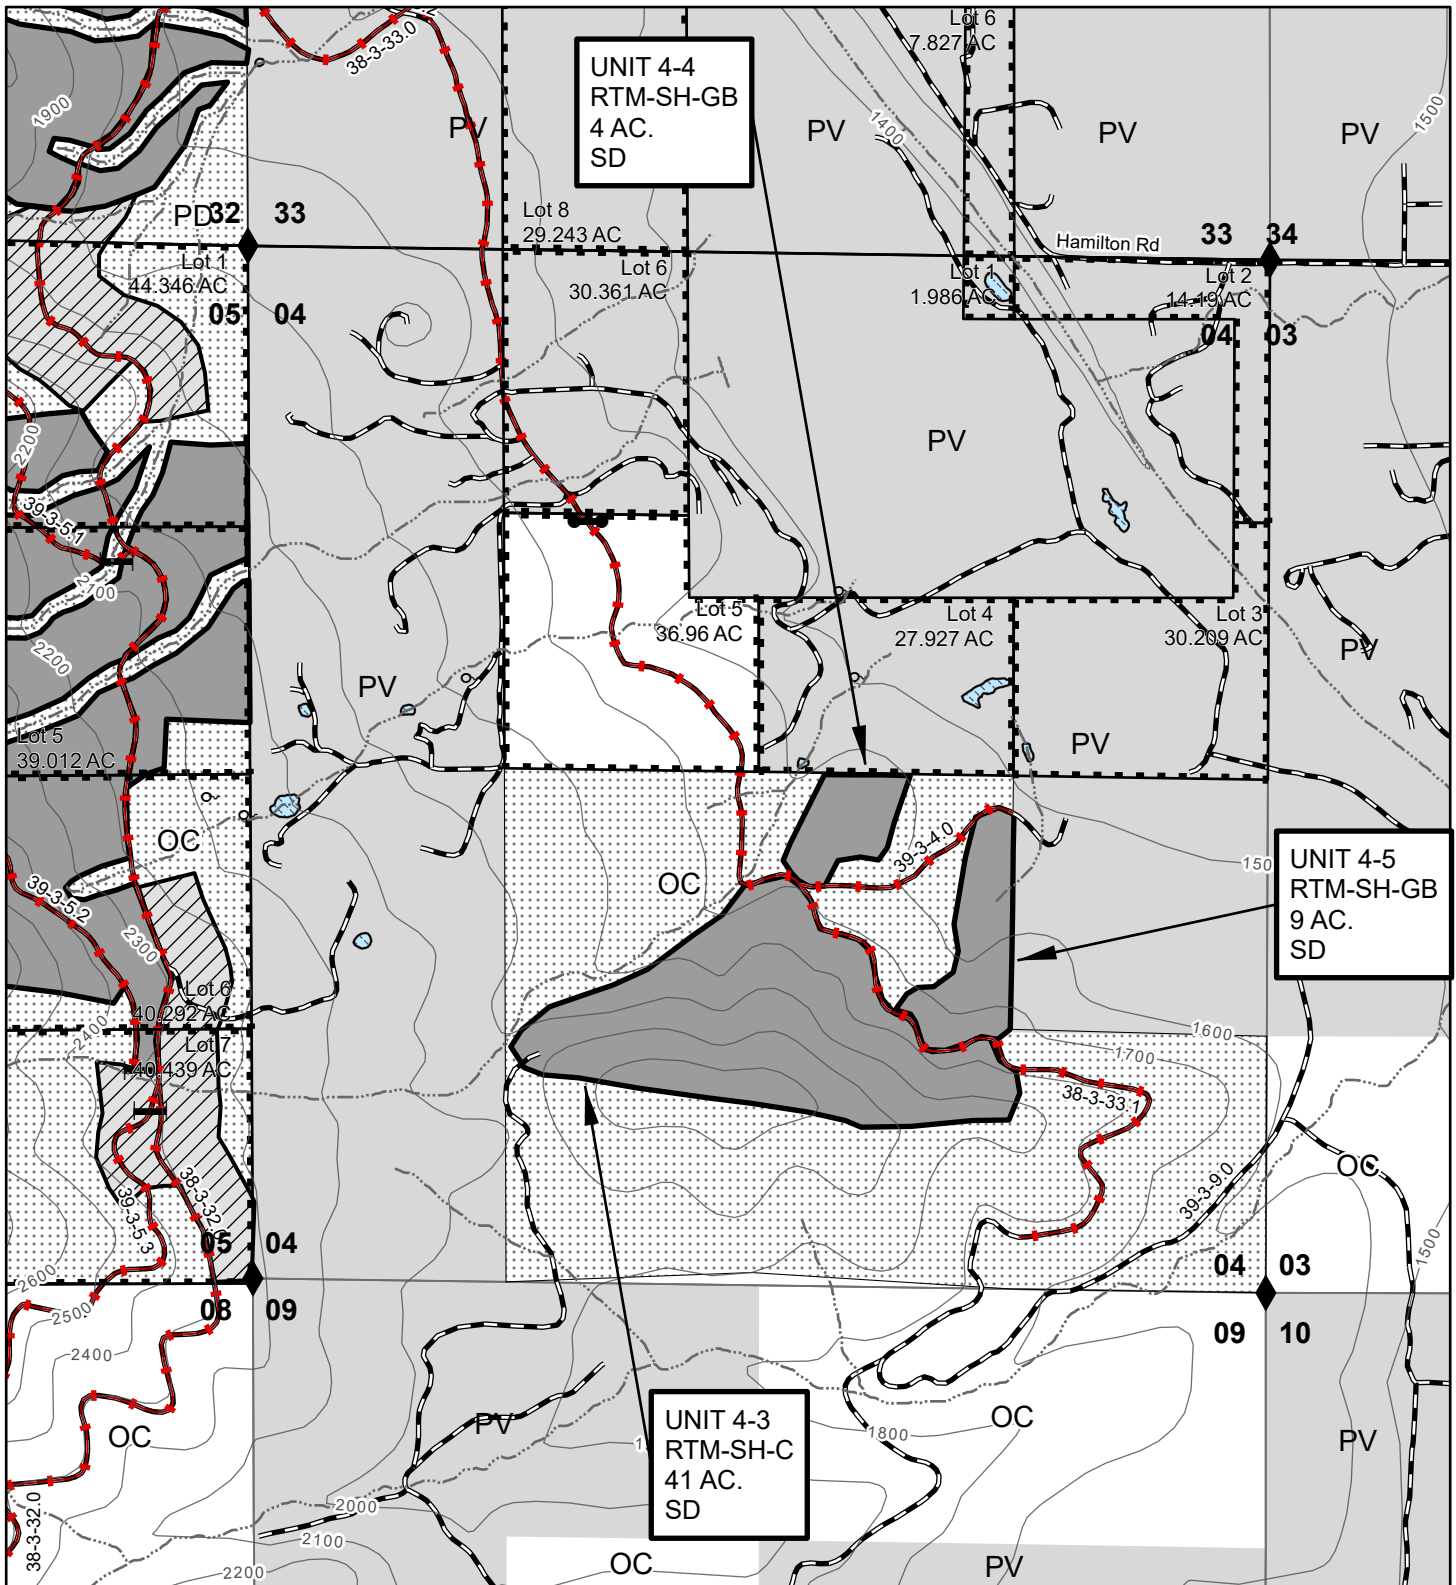 38-3-33.0
Lot 6
7.827 AC
UNIT 4-4
RTM-SH-GB
4 AC.
SD
1900
PV
PV
1400
PV
PV
1500
PD
32
33
Lot 8
29.243 AC
33
34
Hamilton Rd
Lot 1
44.346 AC
Lot 6
30.361 AC
Lot 1
1.986 AC
Lot 2
14.19 AC
05
04
04
03
2200
PV
39-3-5.1
2100
2200
Lot 5
36.96 AC
Lot 4
27.927 AC
Lot 3
30.209 AC
PV
PV
Lot 5
39.012 AC
PV
OC
39-3-4.0
OC
1500
UNIT 4-5
RTM-SH-GB
9 AC.
SD
39-3-5.2
2300
Lot 6
40.292 AC
2400
Lot 7
40.439 AC
1600
1700
38-3-33.1
39-3-5.3
38-3-32.0
39-3-9.0
OC
05
04
04
03
1500
2600
2500
08
09
09
10
2400
OC
PV
UNIT 4-3
RTM-SH-C
41 AC.
SD
OC
1800
PV
38-3-32.0
2000
2100
2200
OC
PV